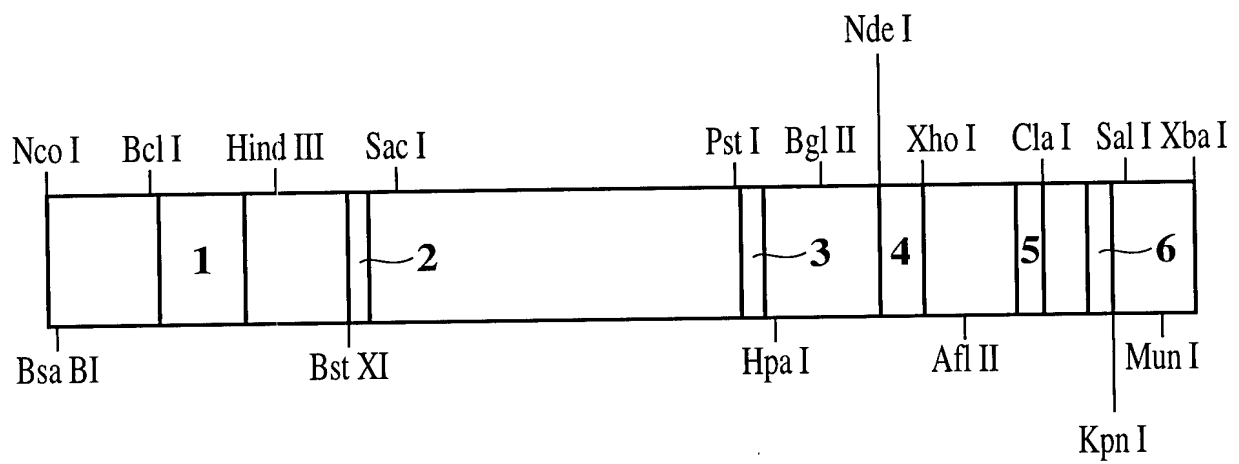 Nde I
Nco I Bcl I Hind III Sac I Pst I Bgl II Xho I Cla I Sal I Xba I
1 2 3 4 5 6
Bsa BI Bst XI Hpa I Afl II Mun I
Kpn I